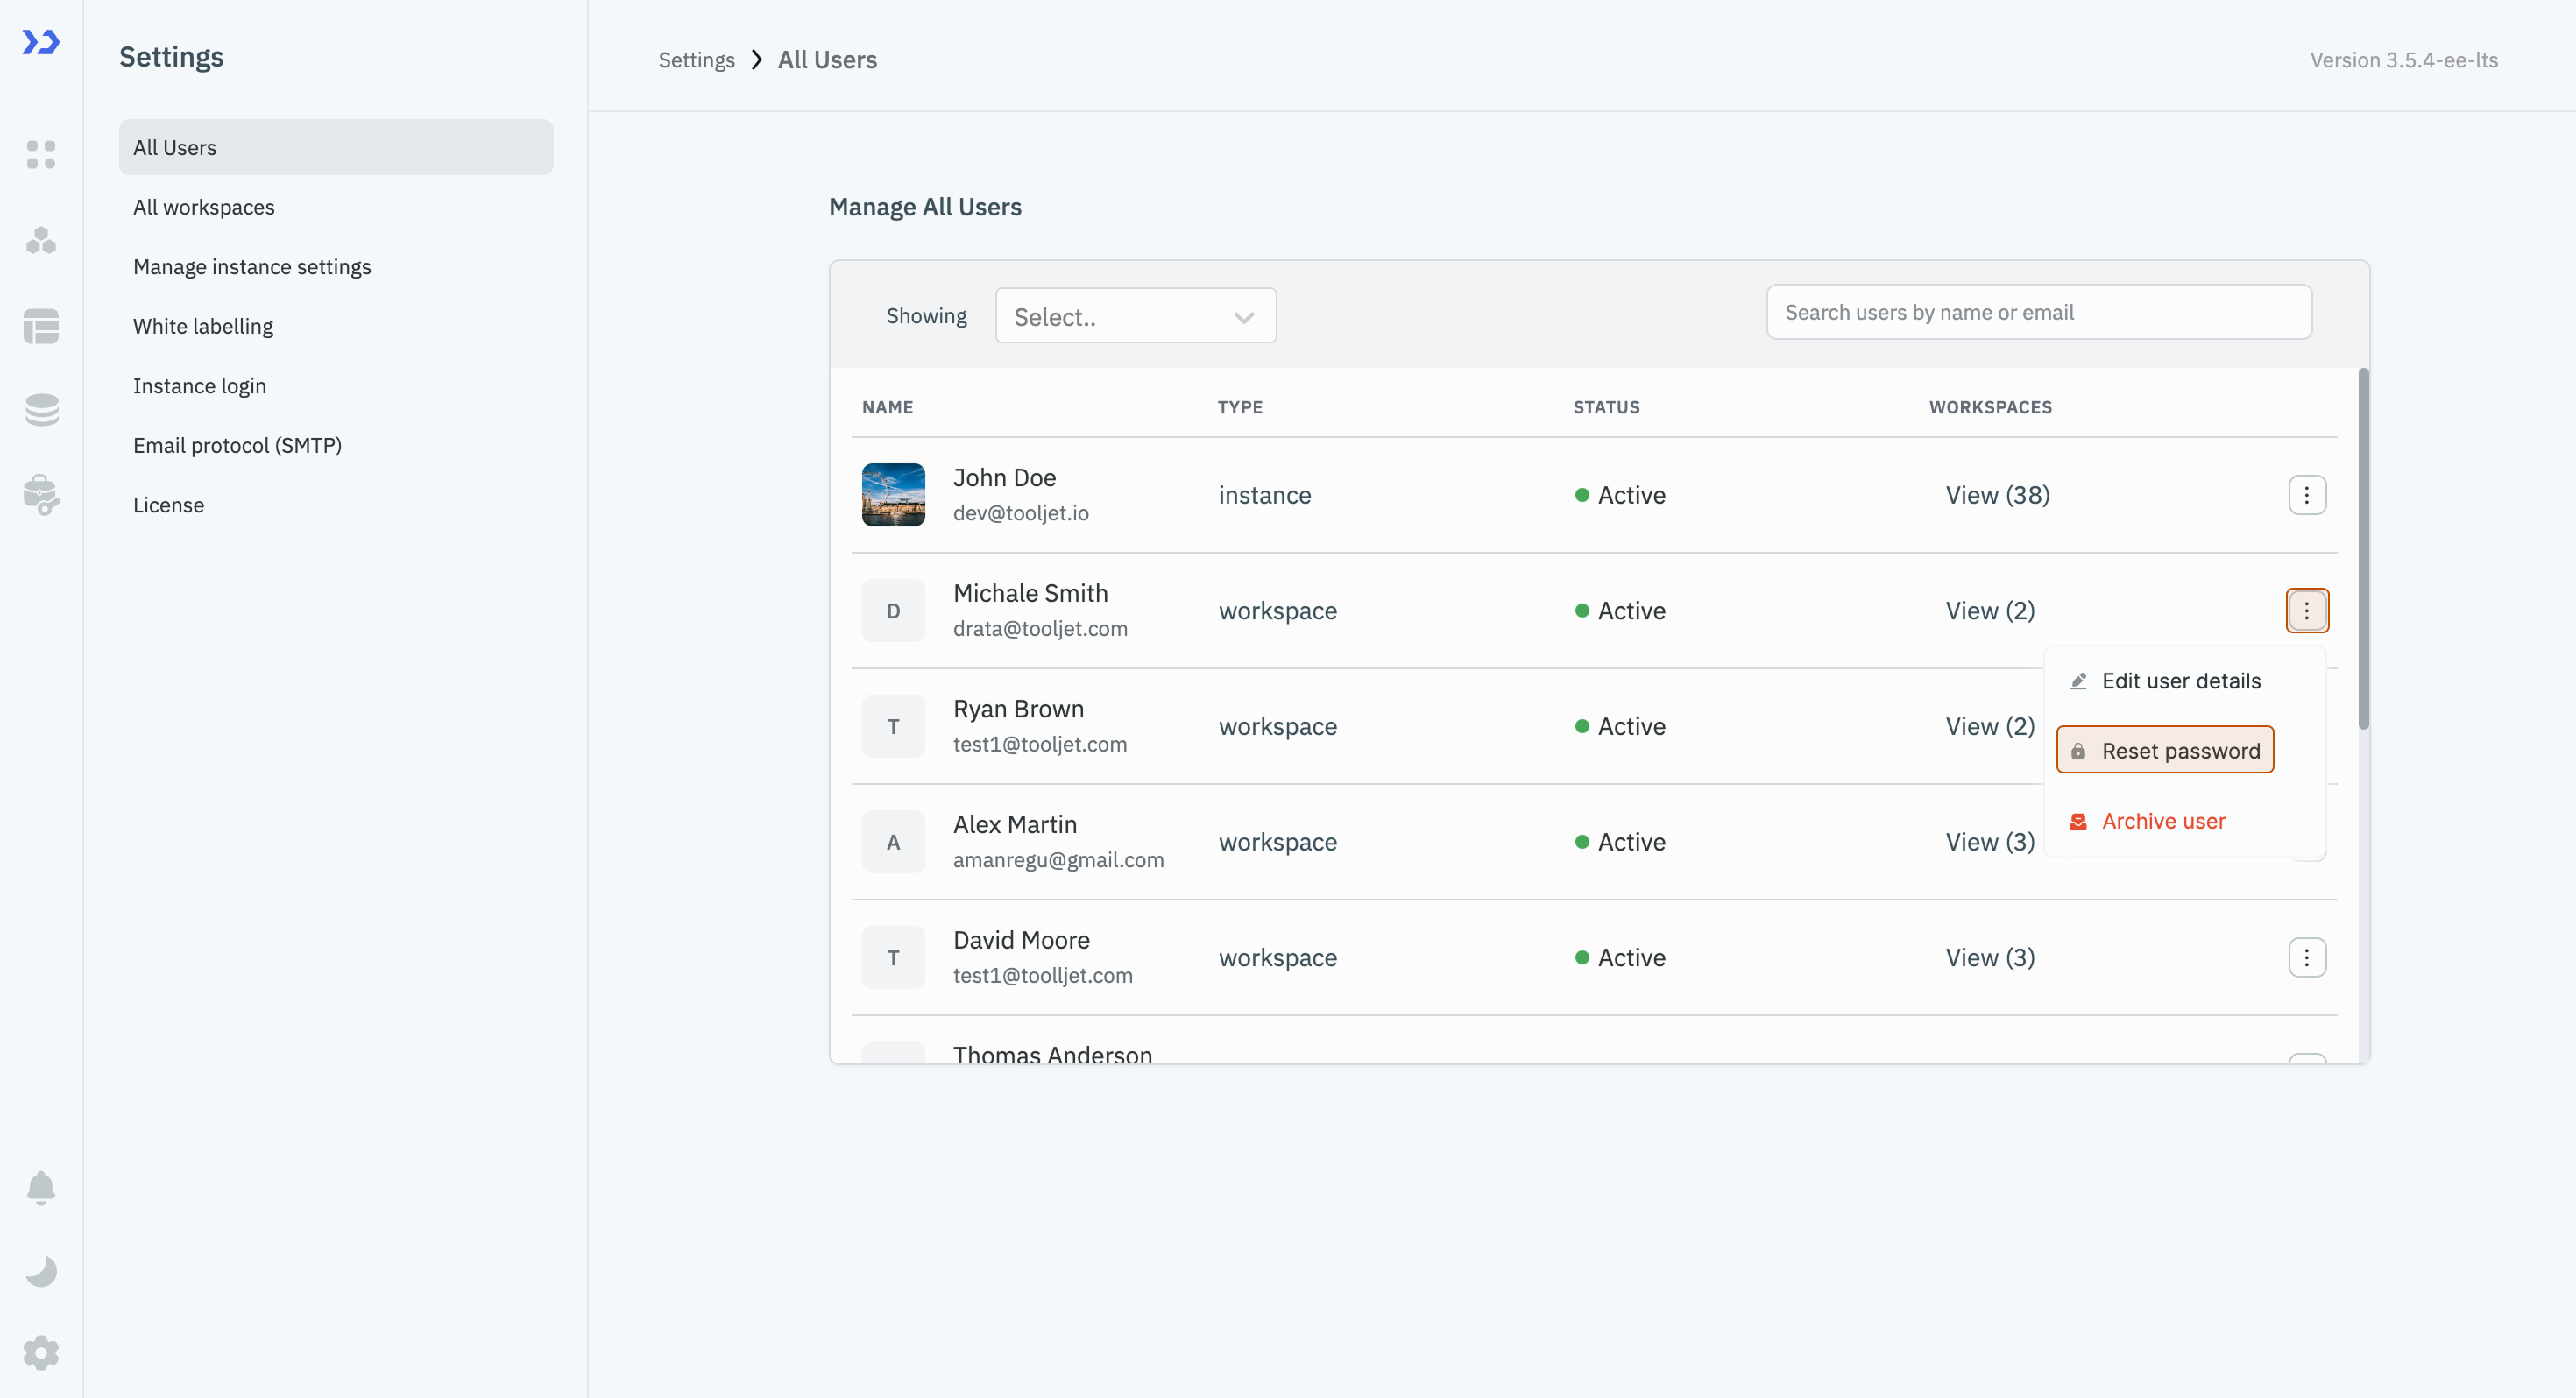 Settings
All Users
All workspaces
Manage instance settings
White labelling
Instance login
Email protocol (SMTP)
License
Settings All Users
Version 3.5.4-ee-lts
Manage All Users
Showing Select.. Search users by name or email
NAME TYPE STATUS WORKSPACES
John Doe
dev@tooljet.io
instance Active View (38)
D Michale Smith
drata@tooljet.com
workspace Active View (2)
Edit user details
Reset password
Archive user
T Ryan Brown
test1@tooljet.com
workspace Active View (2)
A Alex Martin
amanregu@gmail.com
workspace Active View (3)
T David Moore
test1@toolljet.com
workspace Active View (3)
Thomas Anderson